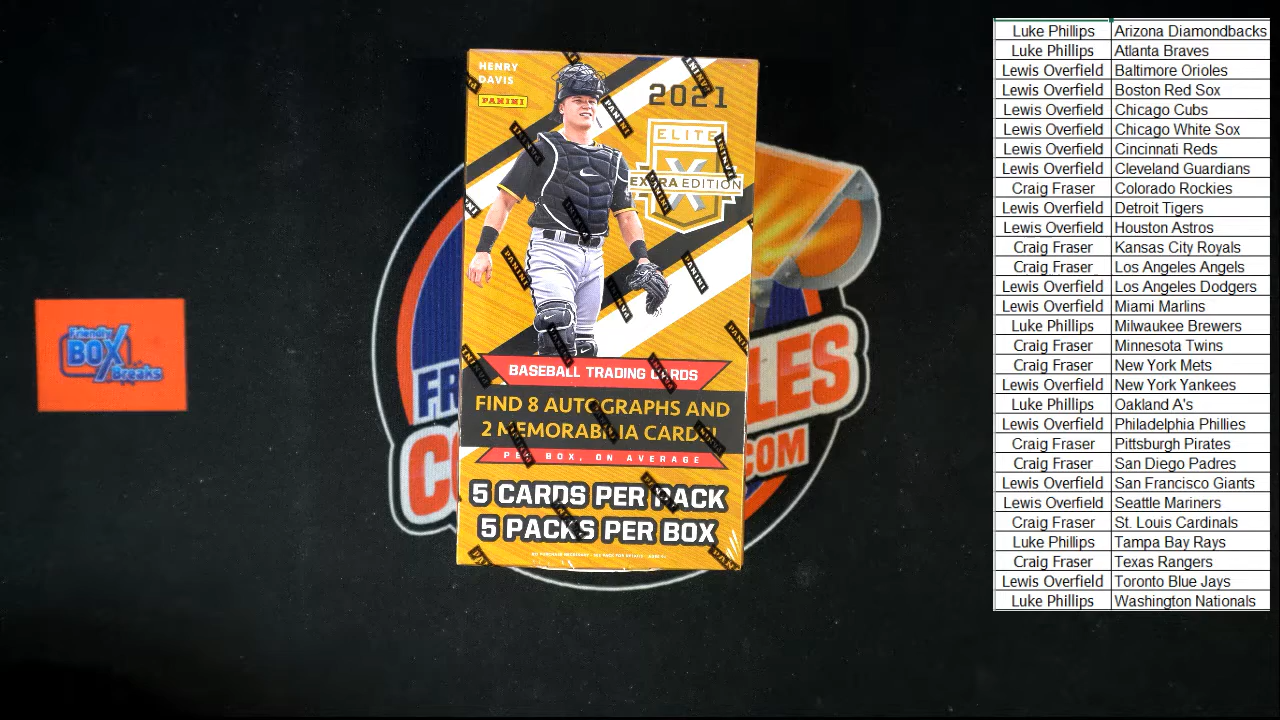 HENRY
DAVIS
PANINI
2021
ELITE
EXTRA EDITION
BASEBALL TRADING CARDS
FIND 8 AUTOGRAPHS AND
2 MEMORABILIA CARDS!
PER BOX, ON AVERAGE
5 CARDS PER PACK
5 PACKS PER BOX
Friendly
BOX
Breaks
FR
LES
CO
.COM
Luke Phillips Arizona Diamondbacks
Luke Phillips Atlanta Braves
Lewis Overfield Baltimore Orioles
Lewis Overfield Boston Red Sox
Lewis Overfield Chicago Cubs
Lewis Overfield Chicago White Sox
Lewis Overfield Cincinnati Reds
Lewis Overfield Cleveland Guardians
Craig Fraser Colorado Rockies
Lewis Overfield Detroit Tigers
Lewis Overfield Houston Astros
Craig Fraser Kansas City Royals
Craig Fraser Los Angeles Angels
Lewis Overfield Los Angeles Dodgers
Lewis Overfield Miami Marlins
Luke Phillips Milwaukee Brewers
Craig Fraser Minnesota Twins
Craig Fraser New York Mets
Lewis Overfield New York Yankees
Luke Phillips Oakland A's
Lewis Overfield Philadelphia Phillies
Craig Fraser Pittsburgh Pirates
Craig Fraser San Diego Padres
Lewis Overfield San Francisco Giants
Lewis Overfield Seattle Mariners
Craig Fraser St. Louis Cardinals
Luke Phillips Tampa Bay Rays
Craig Fraser Texas Rangers
Lewis Overfield Toronto Blue Jays
Luke Phillips Washington Nationals